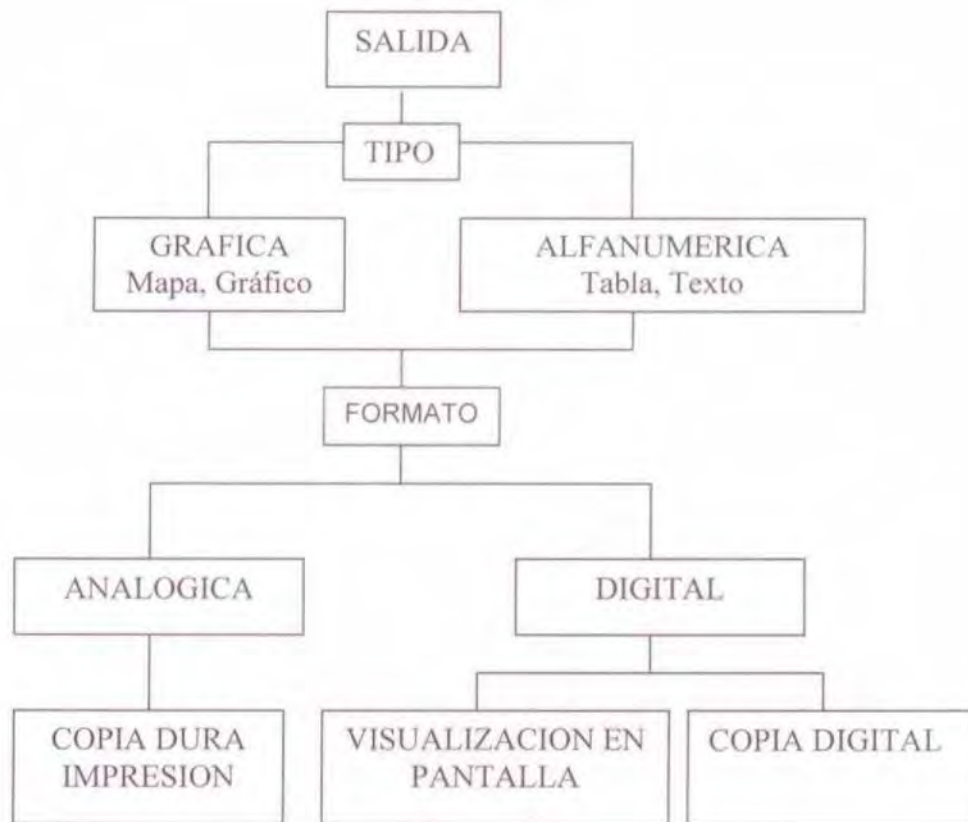 SALIDA
TIPO
GRAFICA
Mapa, Gráfico
ALFANUMERICA
Tabla, Texto
FORMATO
ANALOGICA
DIGITAL
COPIA DURA
IMPRESION
VISUALIZACION EN
PANTALLA
COPIA DIGITAL